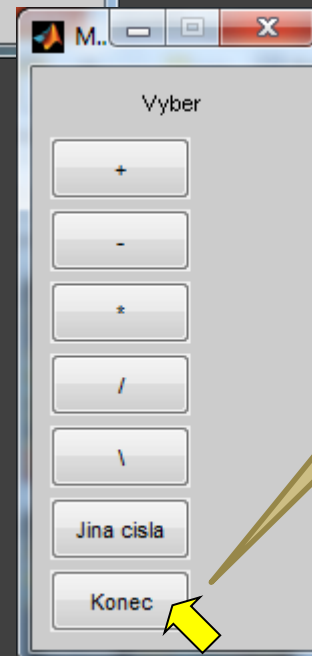 M..
Vyber
+
-
*
/
\
Jina cisla
Konec